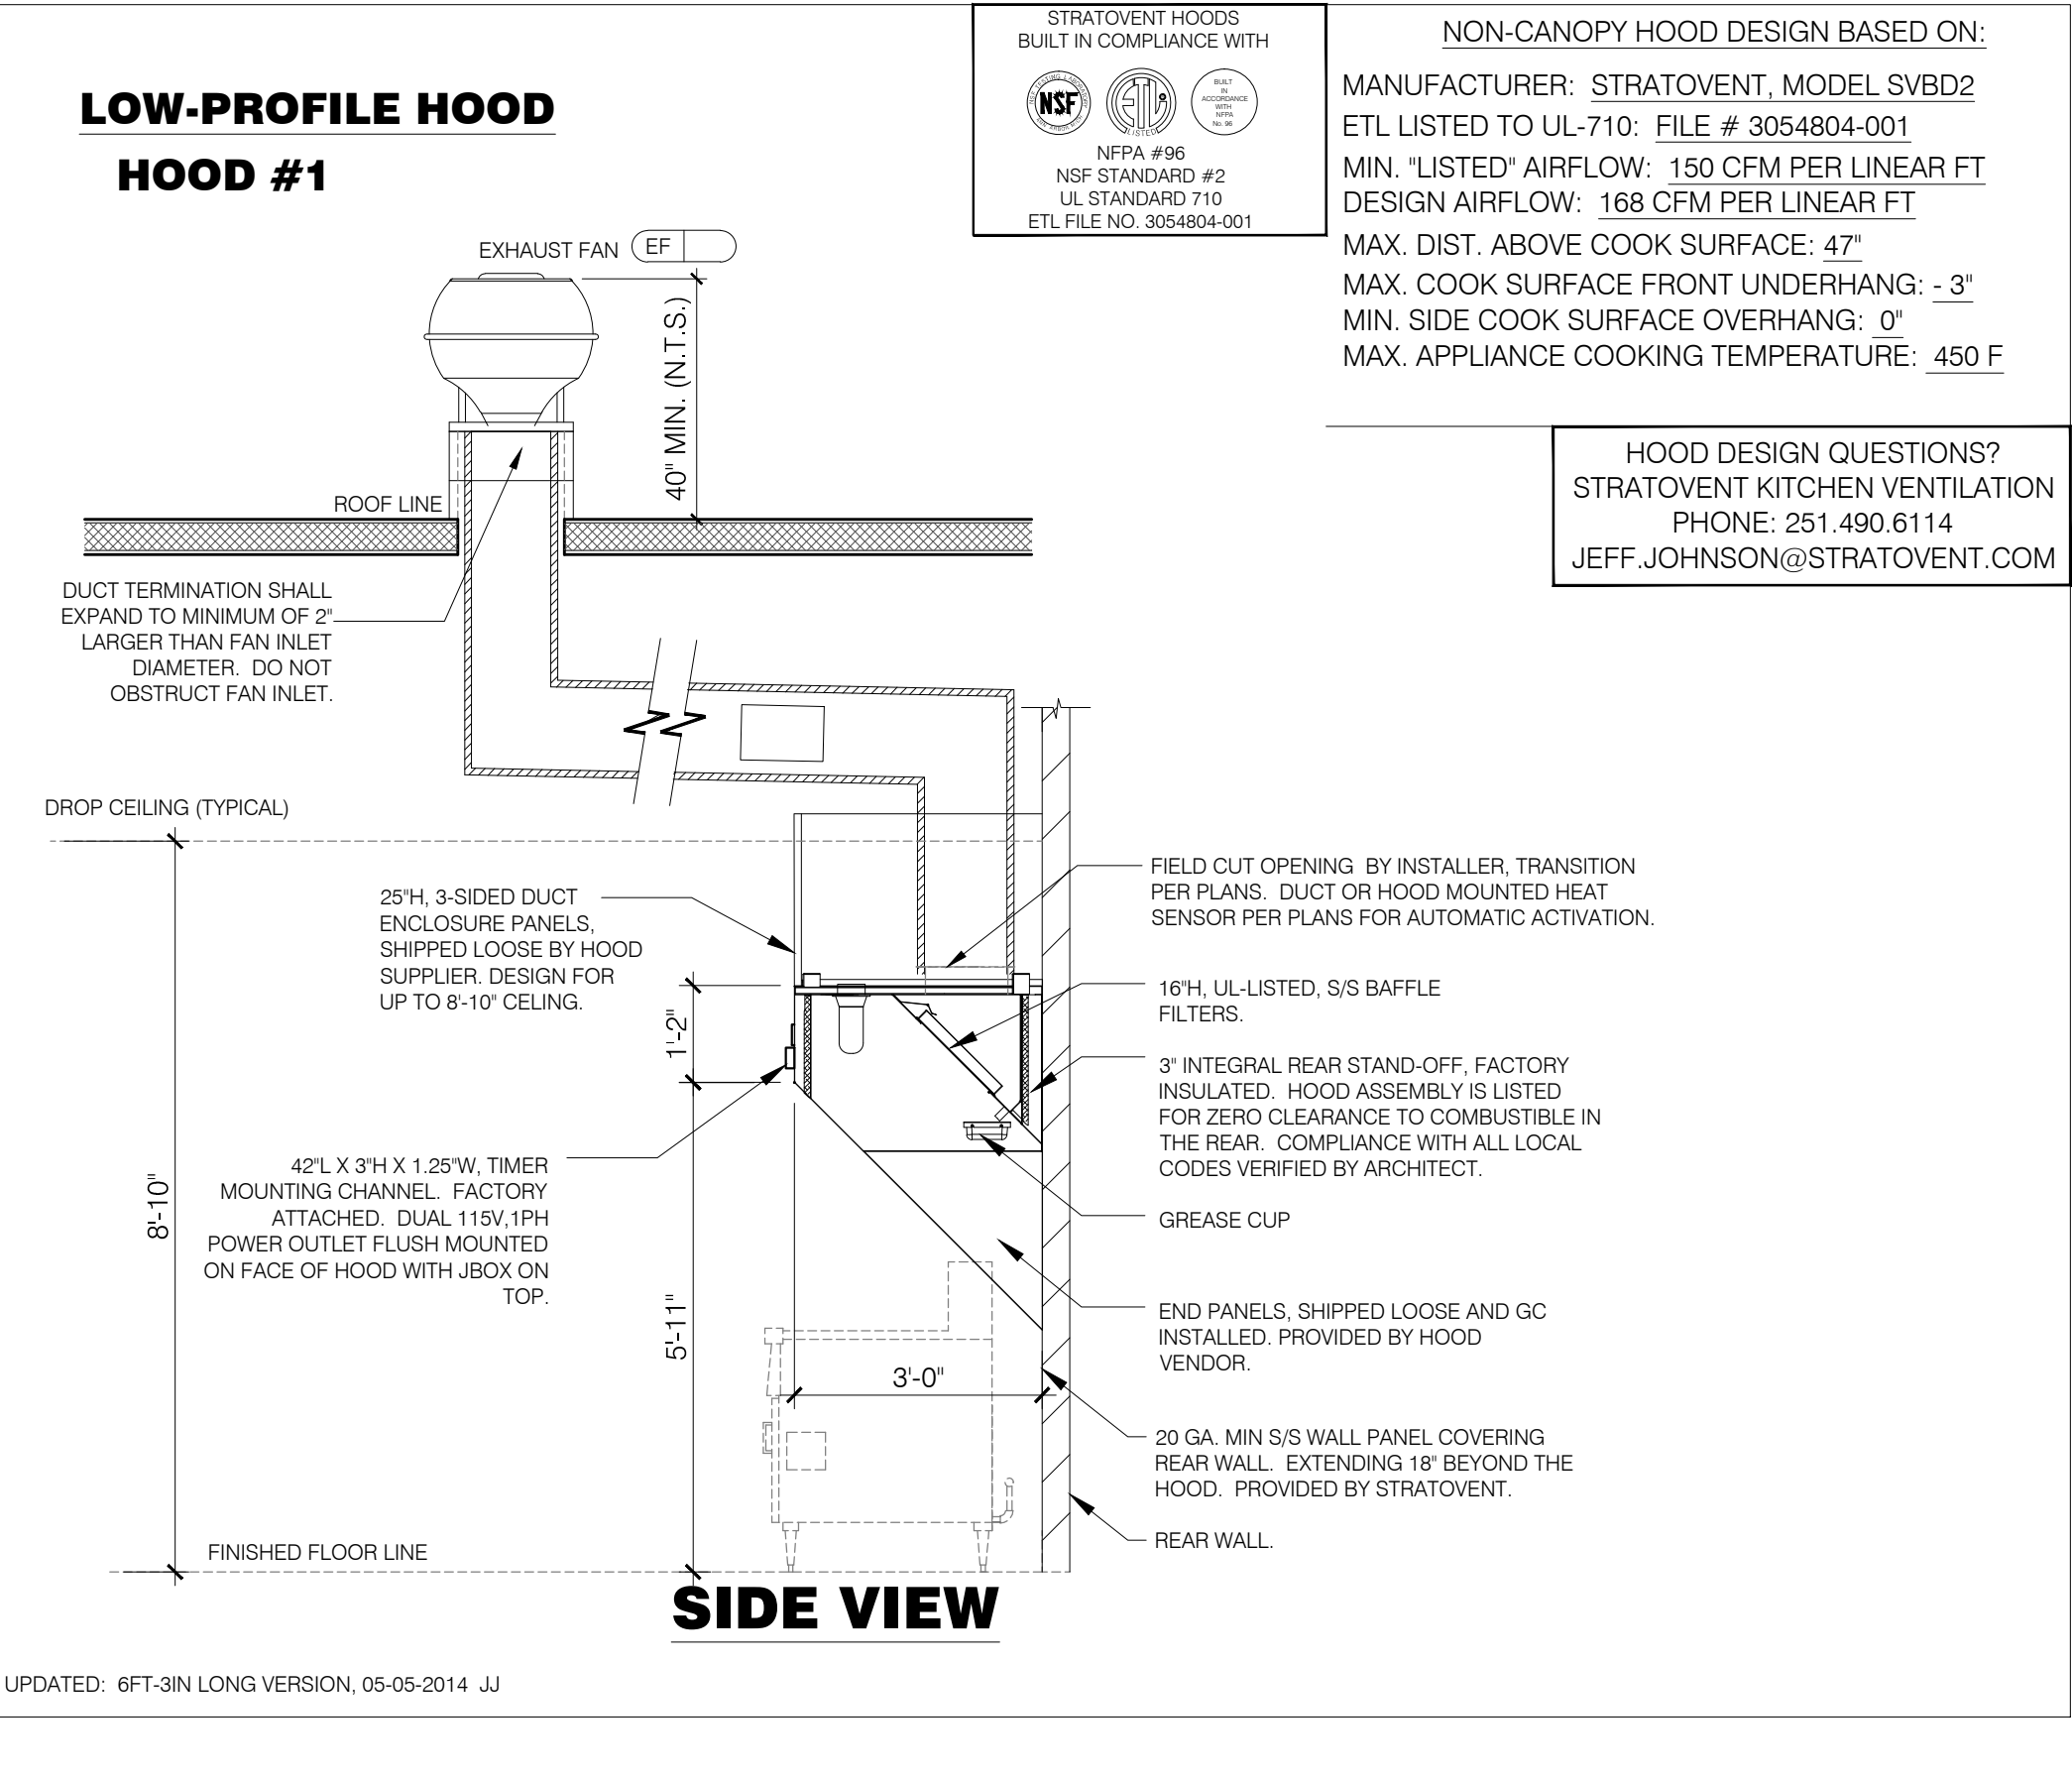 STRATOVENT HOODS
BUILT IN COMPLIANCE WITH
NSF
ETL
LISTED
BUILT
IN
ACCORDANCE
WITH
NFPA
No. 96
NFPA #96
NSF STANDARD #2
UL STANDARD 710
ETL FILE NO. 3054804-001
NON-CANOPY HOOD DESIGN BASED ON:
MANUFACTURER: STRATOVENT, MODEL SVBD2
ETL LISTED TO UL-710: FILE # 3054804-001
MIN. "LISTED" AIRFLOW: 150 CFM PER LINEAR FT
DESIGN AIRFLOW: 168 CFM PER LINEAR FT
MAX. DIST. ABOVE COOK SURFACE: 47"
MAX. COOK SURFACE FRONT UNDERHANG: - 3"
MIN. SIDE COOK SURFACE OVERHANG: 0"
MAX. APPLIANCE COOKING TEMPERATURE: 450 F
HOOD DESIGN QUESTIONS?
STRATOVENT KITCHEN VENTILATION
PHONE: 251.490.6114
JEFF.JOHNSON@STRATOVENT.COM
LOW-PROFILE HOOD
HOOD #1
EXHAUST FAN EF
40" MIN. (N.T.S.)
ROOF LINE
DUCT TERMINATION SHALL
EXPAND TO MINIMUM OF 2"
LARGER THAN FAN INLET
DIAMETER. DO NOT
OBSTRUCT FAN INLET.
DROP CEILING (TYPICAL)
25"H, 3-SIDED DUCT
ENCLOSURE PANELS,
SHIPPED LOOSE BY HOOD
SUPPLIER. DESIGN FOR
UP TO 8'-10" CELING.
1'-2"
42"L X 3"H X 1.25"W, TIMER
MOUNTING CHANNEL. FACTORY
ATTACHED. DUAL 115V,1PH
POWER OUTLET FLUSH MOUNTED
ON FACE OF HOOD WITH JBOX ON
TOP.
8'-10"
5'-11"
3'-0"
FIELD CUT OPENING BY INSTALLER, TRANSITION
PER PLANS. DUCT OR HOOD MOUNTED HEAT
SENSOR PER PLANS FOR AUTOMATIC ACTIVATION.
16"H, UL-LISTED, S/S BAFFLE
FILTERS.
3" INTEGRAL REAR STAND-OFF, FACTORY
INSULATED. HOOD ASSEMBLY IS LISTED
FOR ZERO CLEARANCE TO COMBUSTIBLE IN
THE REAR. COMPLIANCE WITH ALL LOCAL
CODES VERIFIED BY ARCHITECT.
GREASE CUP
END PANELS, SHIPPED LOOSE AND GC
INSTALLED. PROVIDED BY HOOD
VENDOR.
20 GA. MIN S/S WALL PANEL COVERING
REAR WALL. EXTENDING 18" BEYOND THE
HOOD. PROVIDED BY STRATOVENT.
REAR WALL.
FINISHED FLOOR LINE
SIDE VIEW
UPDATED: 6FT-3IN LONG VERSION, 05-05-2014 JJ